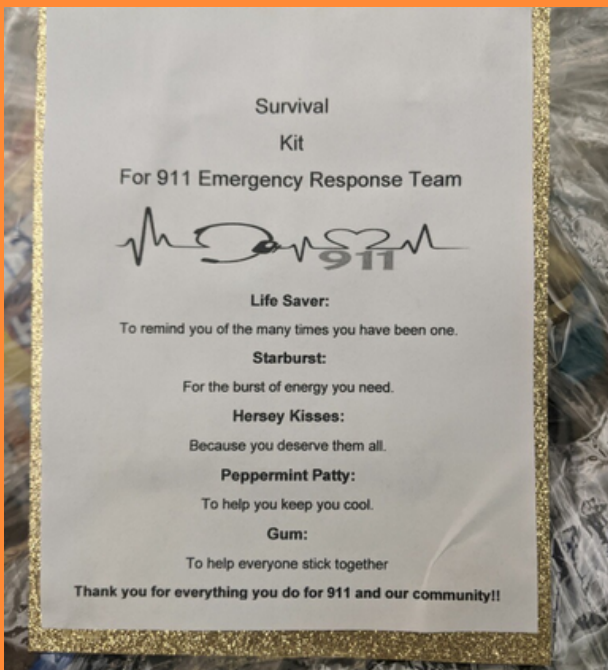 Survival
Kit
For 911 Emergency Response Team
911
Life Saver:
To remind you of the many times you have been one.
Starburst:
For the burst of energy you need.
Hersey Kisses:
Because you deserve them all.
Peppermint Patty:
To help you keep you cool.
Gum:
To help everyone stick together
Thank you for everything you do for 911 and our community!!